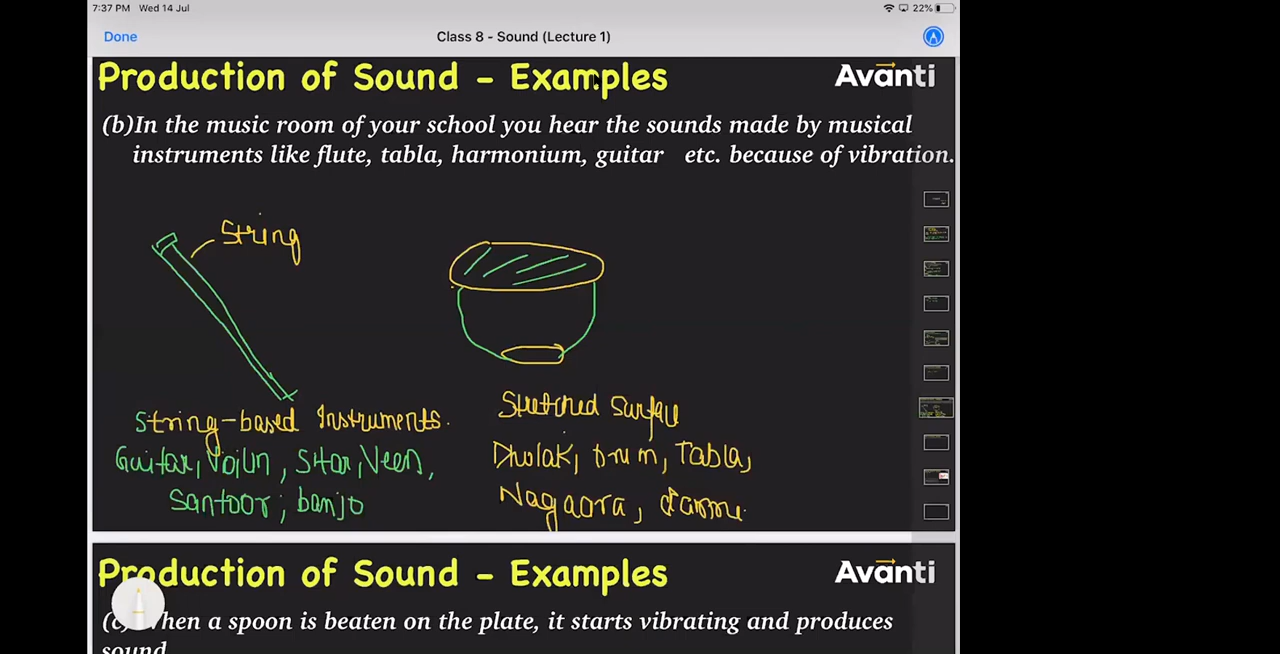 7:37 PM Wed 14 Jul
22%
Done
Class 8 - Sound (Lecture 1)
Production of Sound - Examples
Avanti
(b)In the music room of your school you hear the sounds made by musical
instruments like flute, tabla, harmonium, guitar etc. because of vibration.
String
String-based Instruments.
Stretched Surface
Guitar, Voilin, Sitar, Veen,
Dholak, Drum, Tabla,
Santoor, banjo
Nagaara,
Production of Sound - Examples
Avanti
When a spoon is beaten on the plate, it starts vibrating and produces
sound